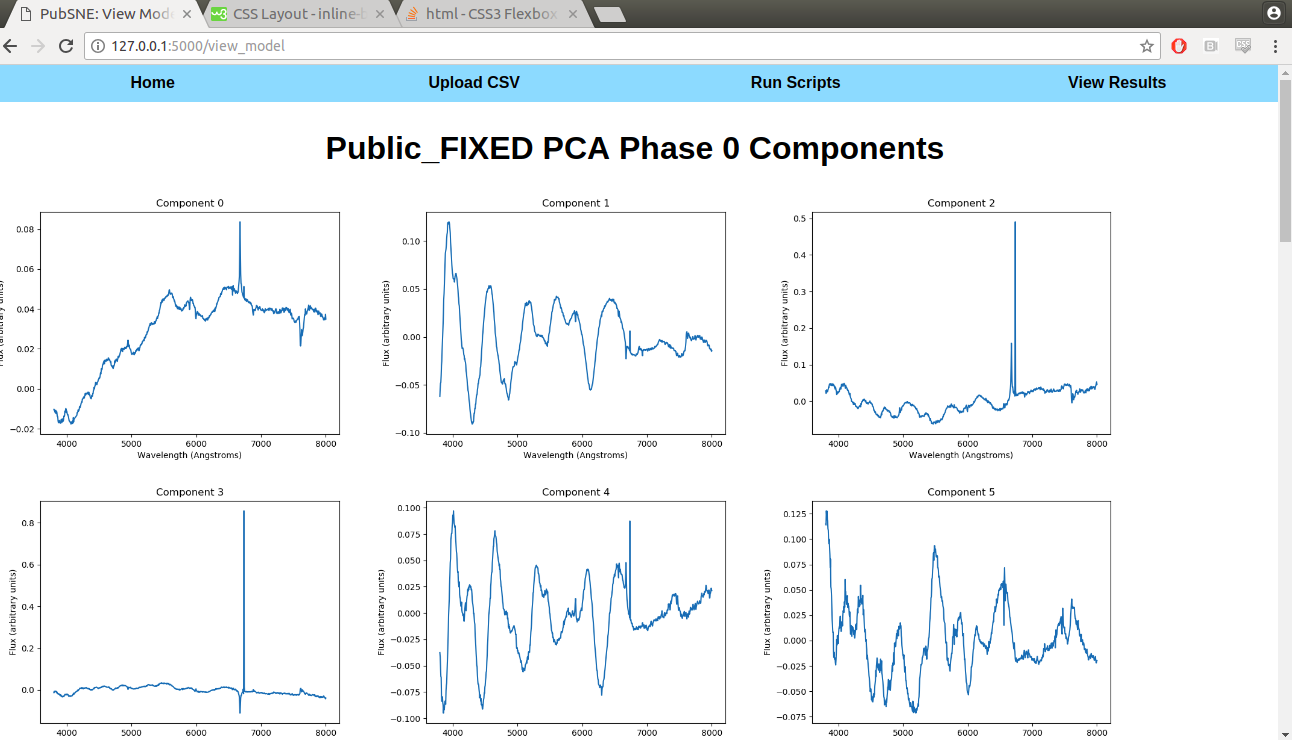 PubSNE: View Mode
CSS Layout - inline-b
html - CSS3 Flexbox
127.0.0.1:5000/view_model
Home Upload CSV Run Scripts View Results
Public_FIXED PCA Phase 0 Components
Component 0
0.08
0.06
0.04
0.02
0.00
−0.02
Flux (arbitrary units)
4000 5000 6000 7000 8000
Wavelength (Angstroms)
Component 1
0.10
0.05
0.00
−0.05
−0.10
Flux (arbitrary units)
4000 5000 6000 7000 8000
Wavelength (Angstroms)
Component 2
0.5
0.4
0.3
0.2
0.1
0.0
Flux (arbitrary units)
4000 5000 6000 7000 8000
Wavelength (Angstroms)
Component 3
0.8
0.6
0.4
0.2
0.0
Flux (arbitrary units)
4000 5000 6000 7000 8000
Component 4
0.100
0.075
0.050
0.025
0.000
−0.025
−0.050
−0.075
−0.100
Flux (arbitrary units)
4000 5000 6000 7000 8000
Component 5
0.125
0.100
0.075
0.050
0.025
0.000
−0.025
−0.050
−0.075
Flux (arbitrary units)
4000 5000 6000 7000 8000